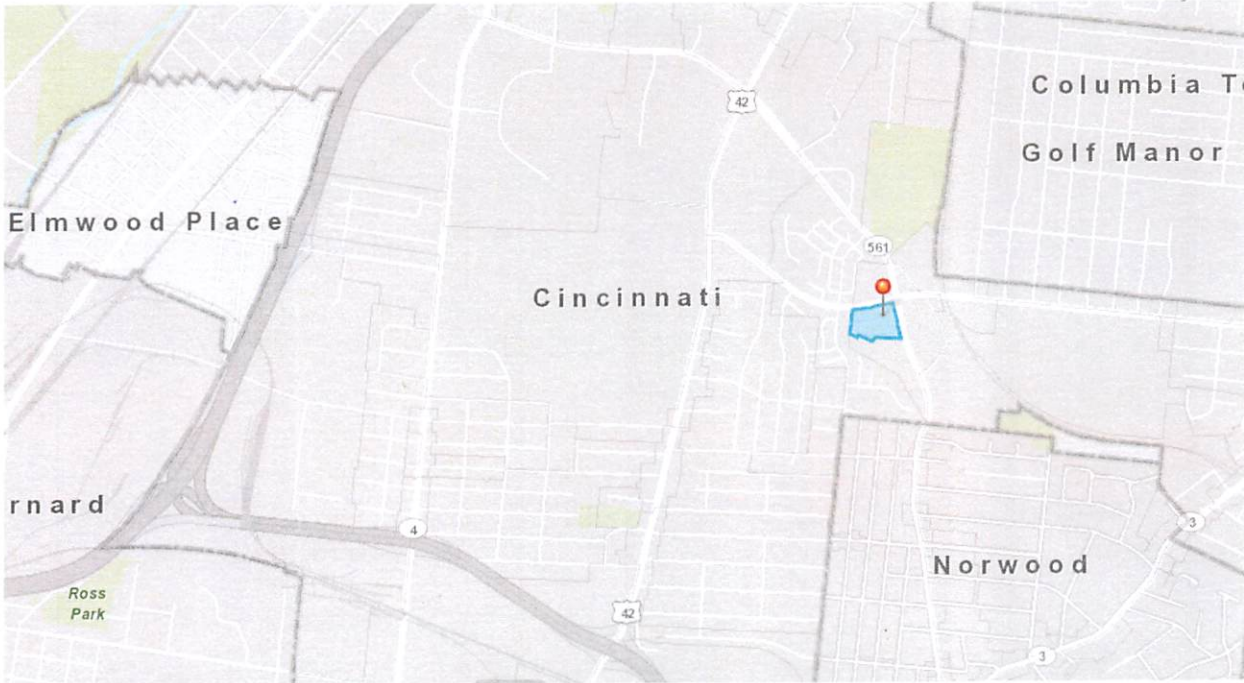 42
Columbia T
Golf Manor
Elmwood Place
561
Cincinnati
rnard
4
3
Norwood
Ross
Park
42
3